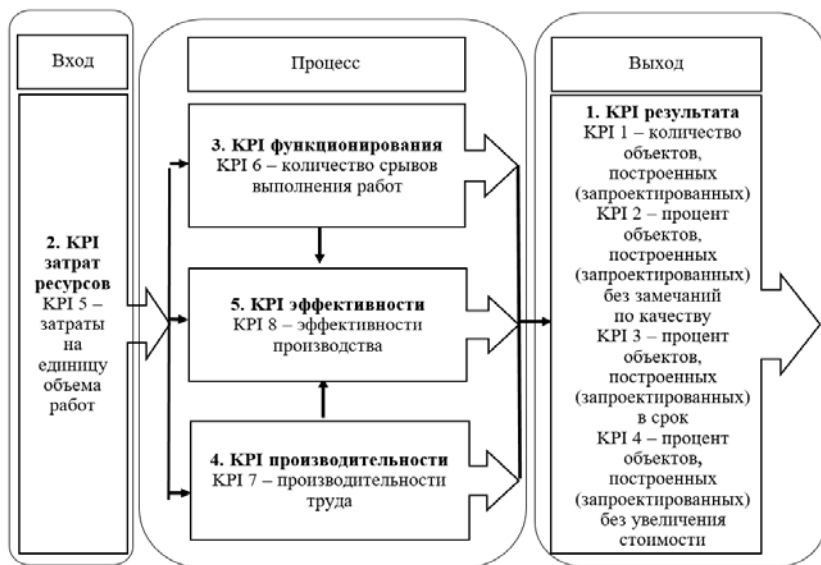 Вход
2. KPI
затрат
ресурсов
KPI 5 –
затраты
на
единицу
объема
работ
Процесс
3. KPI функционирования
KPI 6 – количество срывов
выполнения работ
5. KPI эффективности
KPI 8 – эффективности
производства
4. KPI производительности
KPI 7 – производительности
труда
Выход
1. KPI результата
KPI 1 – количество
объектов,
построенных
(запроектированных)
KPI 2 – процент
объектов,
построенных
(запроектированных)
без замечаний
по качеству
KPI 3 – процент
объектов,
построенных
(запроектированных)
в срок
KPI 4 – процент
объектов,
построенных
(запроектированных)
без увеличения
стоимости